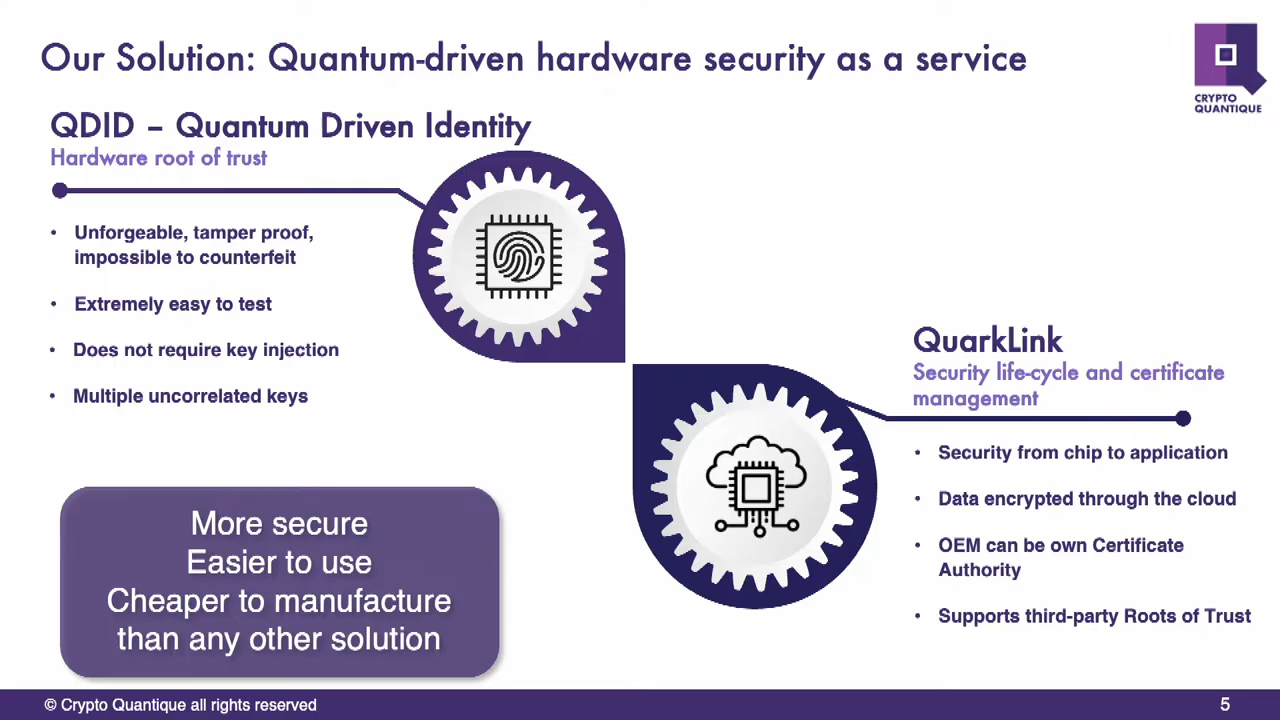 Our Solution: Quantum-driven hardware security as a service
CRYPTO
QUANTIQUE
QDID – Quantum Driven Identity
Hardware root of trust
• Unforgeable, tamper proof,
impossible to counterfeit
• Extremely easy to test
• Does not require key injection
• Multiple uncorrelated keys
QuarkLink
Security life-cycle and certificate
management
• Security from chip to application
• Data encrypted through the cloud
• OEM can be own Certificate
Authority
• Supports third-party Roots of Trust
More secure
Easier to use
Cheaper to manufacture
than any other solution
© Crypto Quantique all rights reserved
5